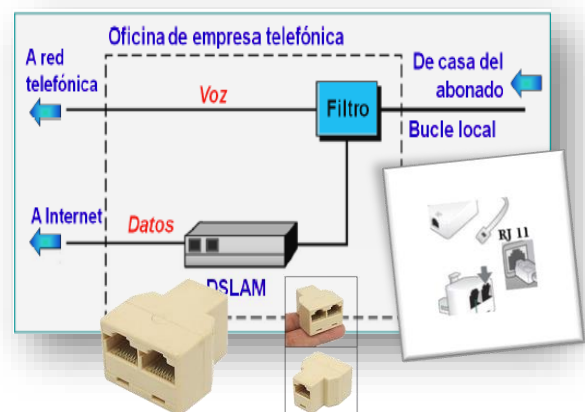 Oficina de empresa telefónica
A red
telefónica
De casa del
abonado
Voz
Filtro
Bucle local
A Internet
Datos
DSLAM
RJ 11